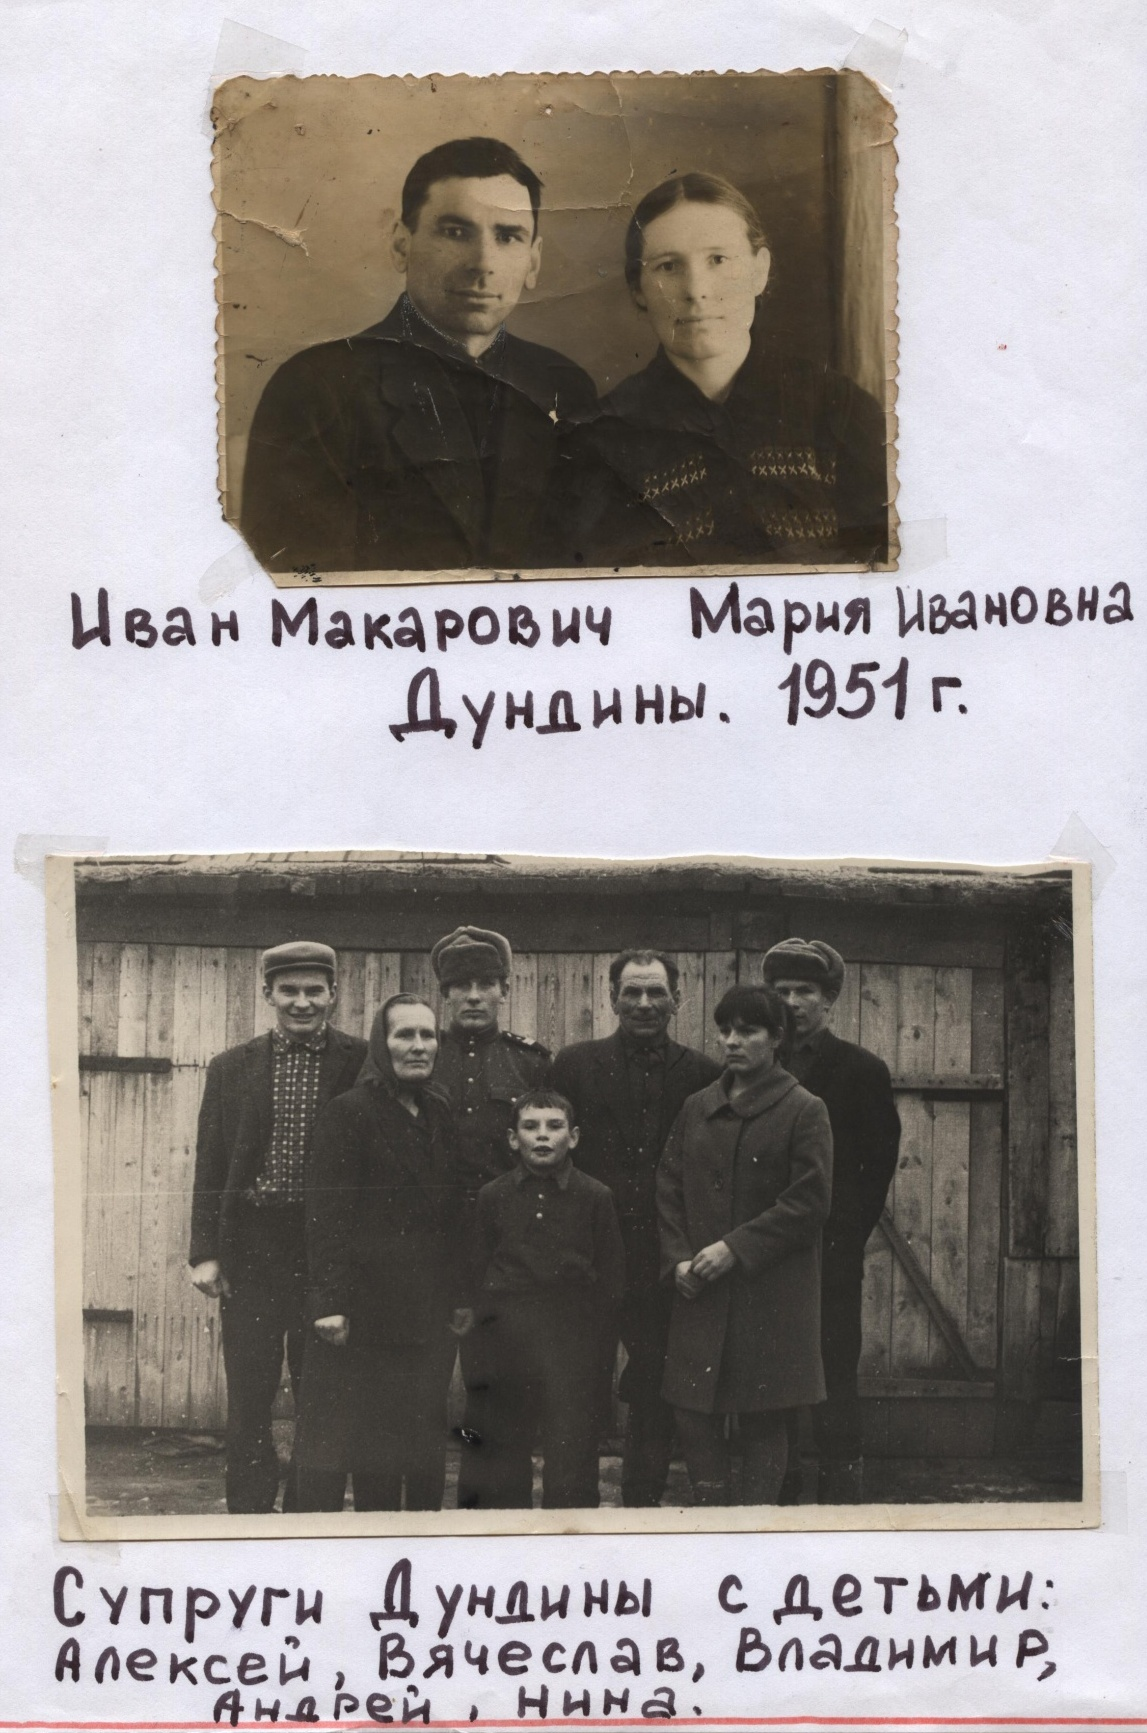 Иван Макарович Мария Ивановна
Дундины. 1951 г.
Супруги Дундины с детьми:
Алексей, Вячеслав, Владимир,
Андрей, Нина.